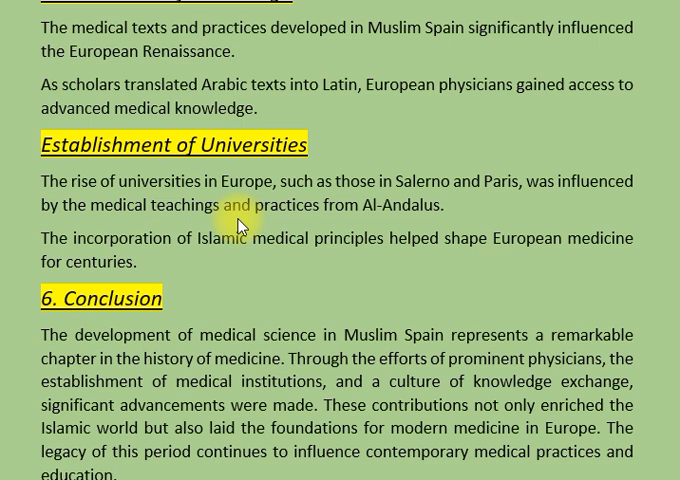 The medical texts and practices developed in Muslim Spain significantly influenced
the European Renaissance.
As scholars translated Arabic texts into Latin, European physicians gained access to
advanced medical knowledge.
Establishment of Universities
The rise of universities in Europe, such as those in Salerno and Paris, was influenced
by the medical teachings and practices from Al-Andalus.
The incorporation of Islamic medical principles helped shape European medicine
for centuries.
6. Conclusion
The development of medical science in Muslim Spain represents a remarkable
chapter in the history of medicine. Through the efforts of prominent physicians, the
establishment of medical institutions, and a culture of knowledge exchange,
significant advancements were made. These contributions not only enriched the
Islamic world but also laid the foundations for modern medicine in Europe. The
legacy of this period continues to influence contemporary medical practices and
education.